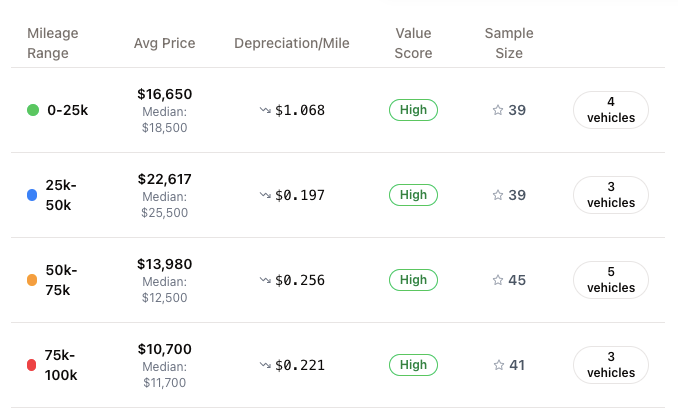 Mileage Range
Avg Price
Depreciation/Mile
Value Score
Sample Size
0-25k
$16,650
Median:
$18,500
$1.068
High
39
4
vehicles
25k-
50k
$22,617
Median:
$25,500
$0.197
High
39
3
vehicles
50k-
75k
$13,980
Median:
$12,500
$0.256
High
45
5
vehicles
75k-
100k
$10,700
Median:
$11,700
$0.221
High
41
3
vehicles